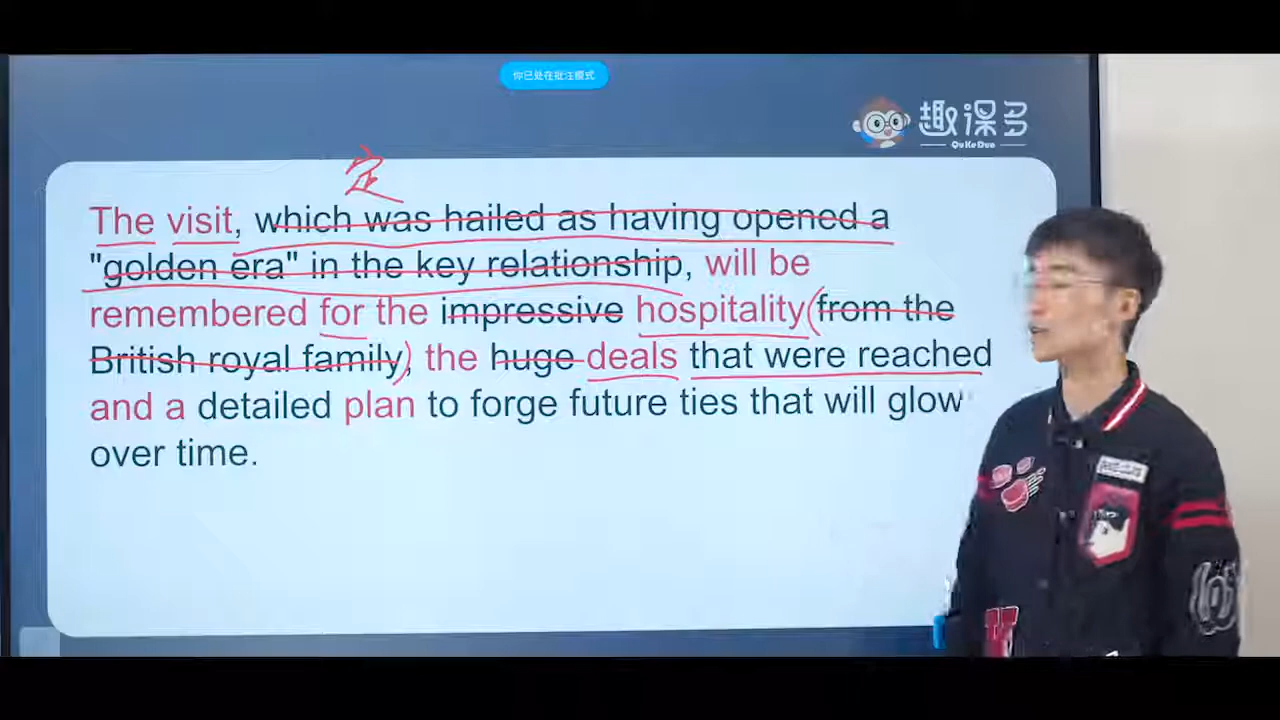 你已处在批注模式
趣课多
QuKeDuo
定
The visit, which was hailed as having opened a
"golden era" in the key relationship, will be
remembered for the impressive hospitality (from the
British royal family), the huge deals that were reached
and a detailed plan to forge future ties that will glow
over time.